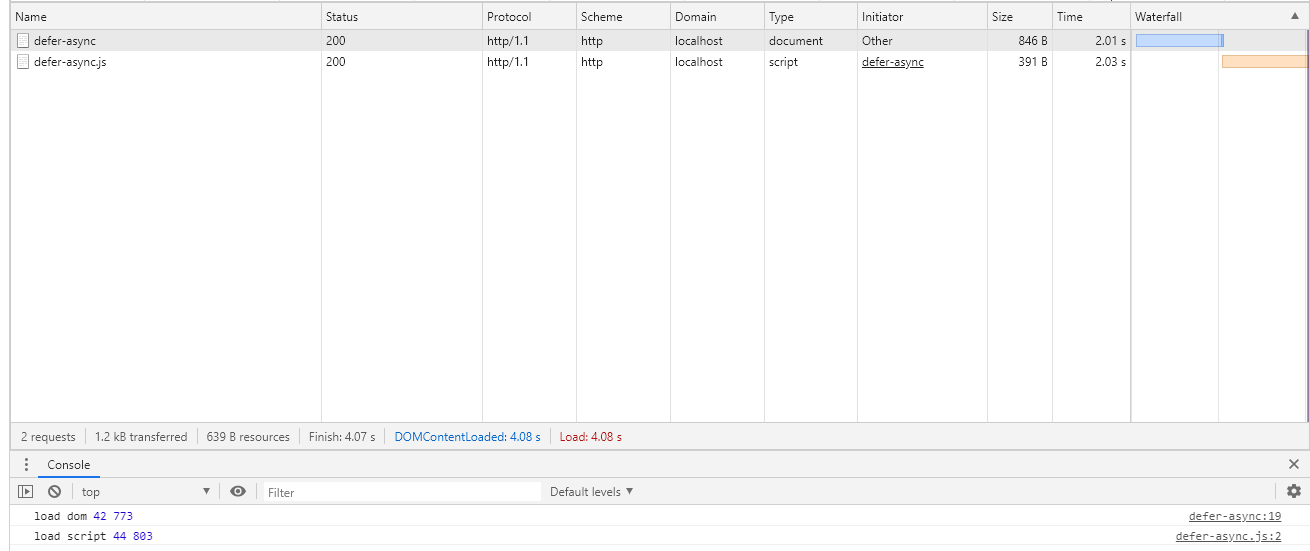 Name Status Protocol Scheme Domain Type Initiator Size Time Waterfall
defer-async 200 http/1.1 http localhost document Other 846 B 2.01 s
defer-async.js 200 http/1.1 http localhost script defer-async 391 B 2.03 s
2 requests 1.2 kB transferred 639 B resources Finish: 4.07 s DOMContentLoaded: 4.08 s Load: 4.08 s
Console
top Filter Default levels
load dom 42 773 defer-async:19
load script 44 803 defer-async.js:2